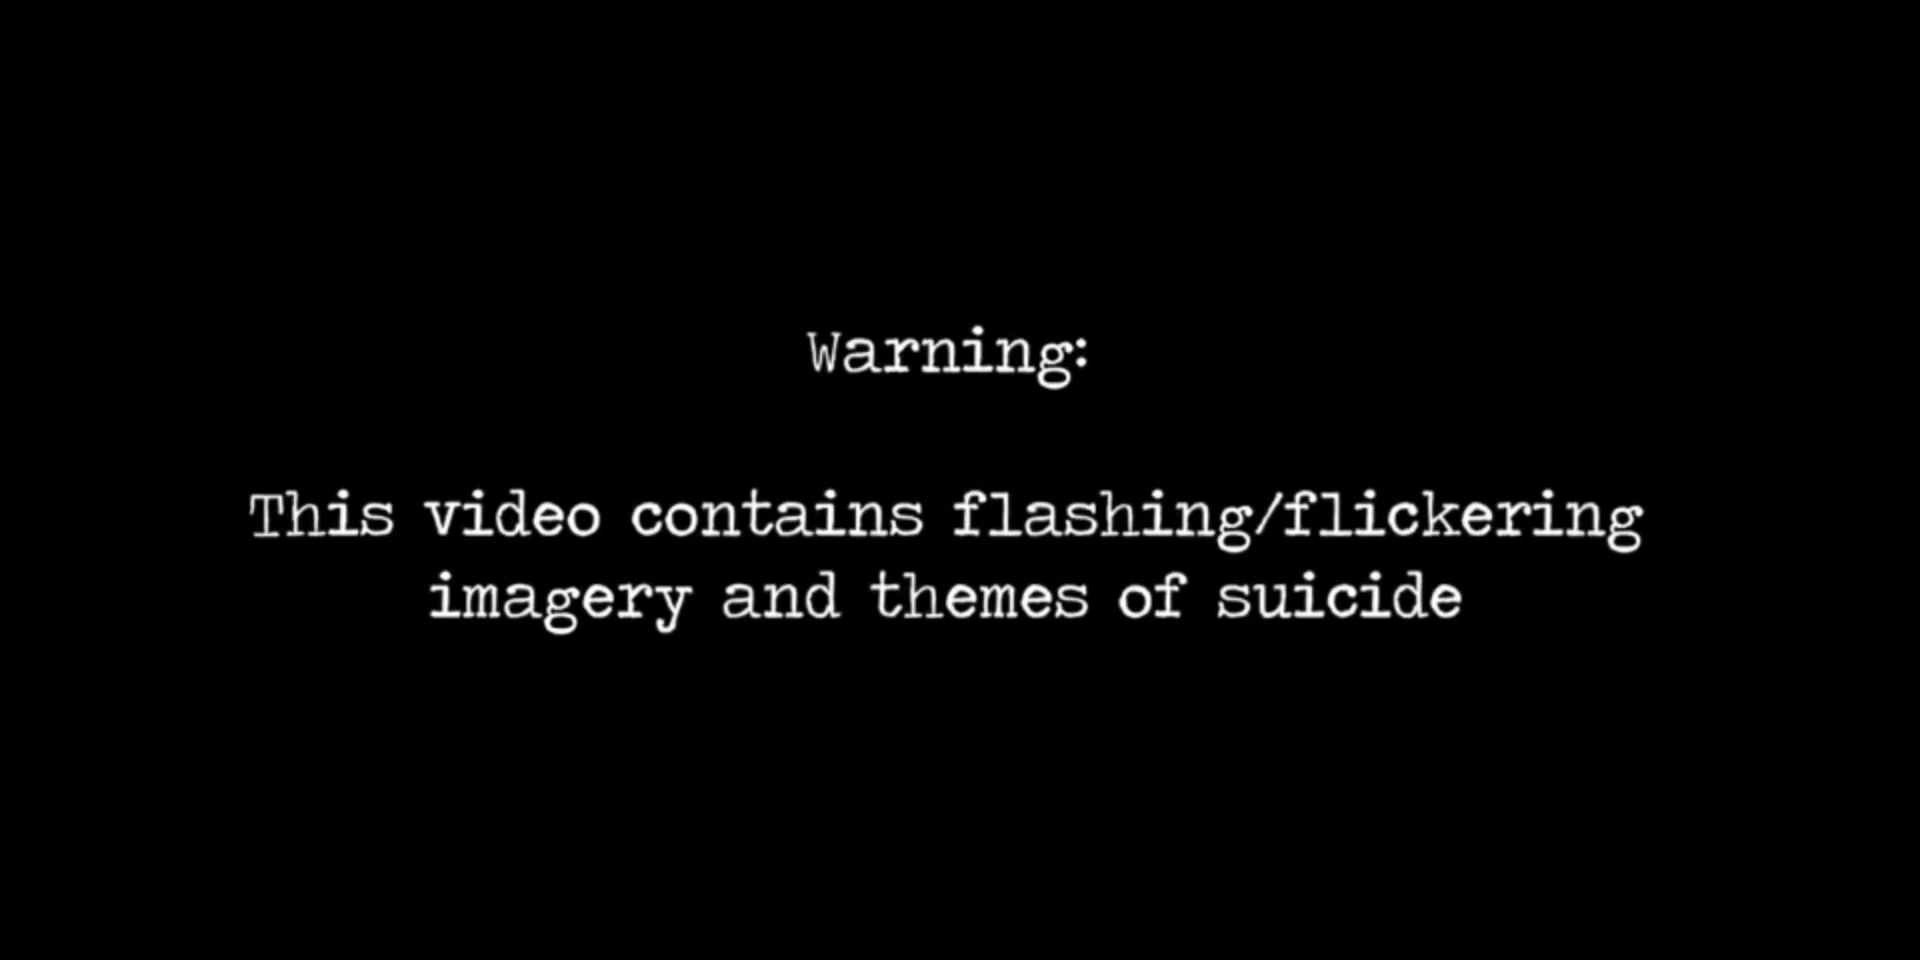 Warning:
This video contains flashing/flickering
imagery and themes of suicide